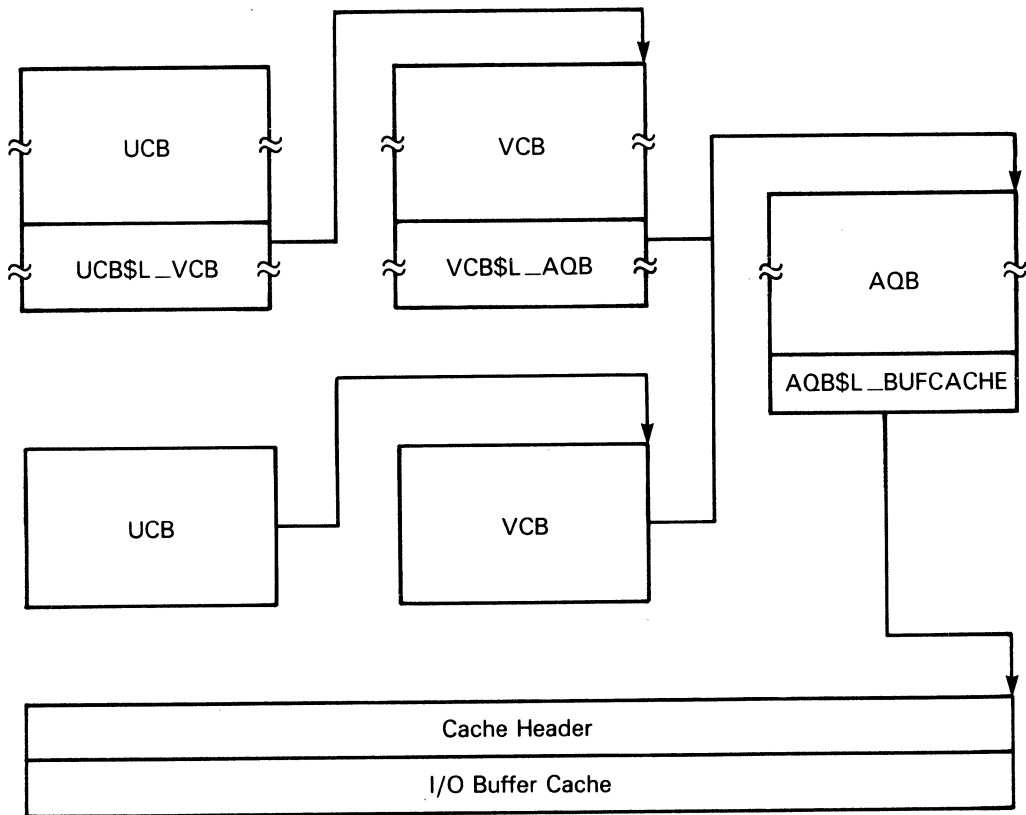 UCB
VCB
UCB$L_VCB
VCB$L_AQB
AQB
AQB$L_BUFCACHE
UCB
VCB
Cache Header
I/O Buffer Cache